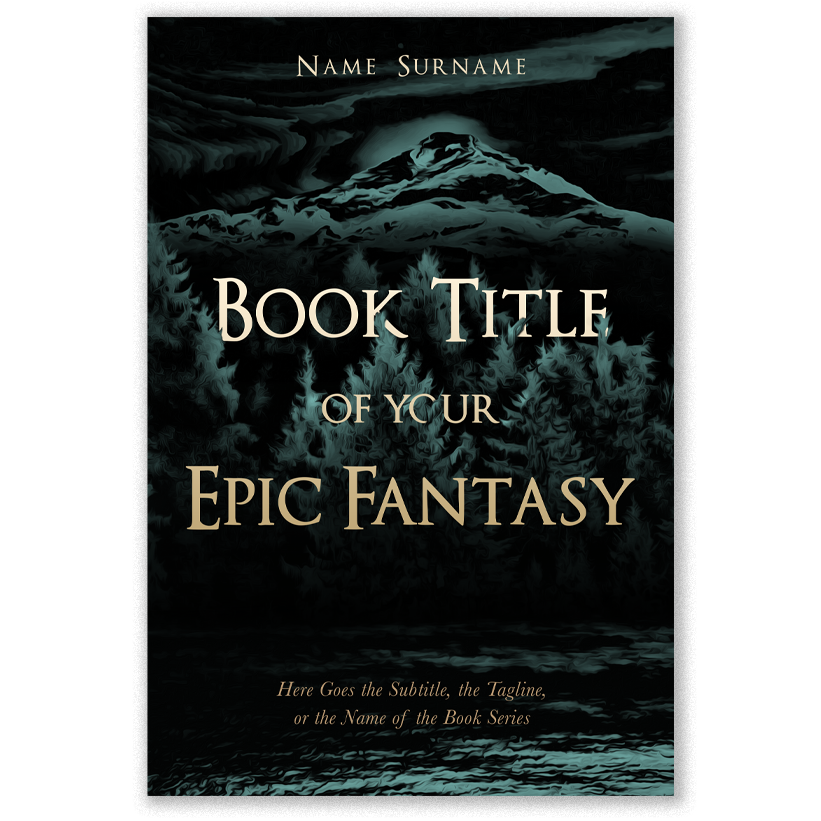 Name Surname
Book Title
of your
Epic Fantasy
Here Goes the Subtitle, the Tagline,
or the Name of the Book Series